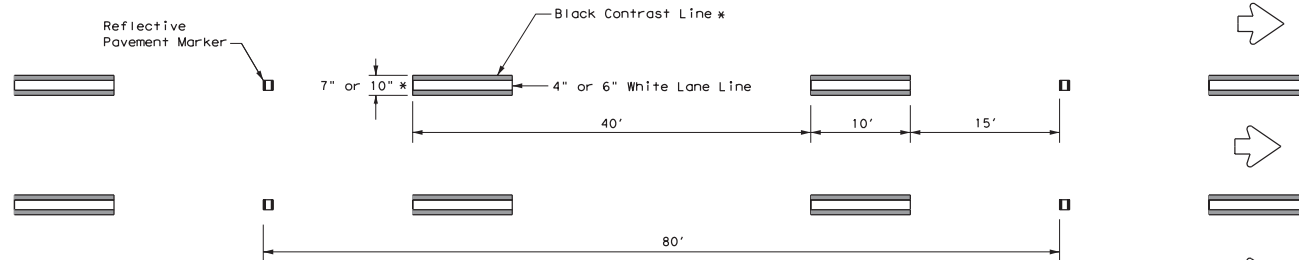 Black Contrast Line *
Reflective
Pavement Marker
7" or 10" *
4" or 6" White Lane Line
40'
10'
15'
80'